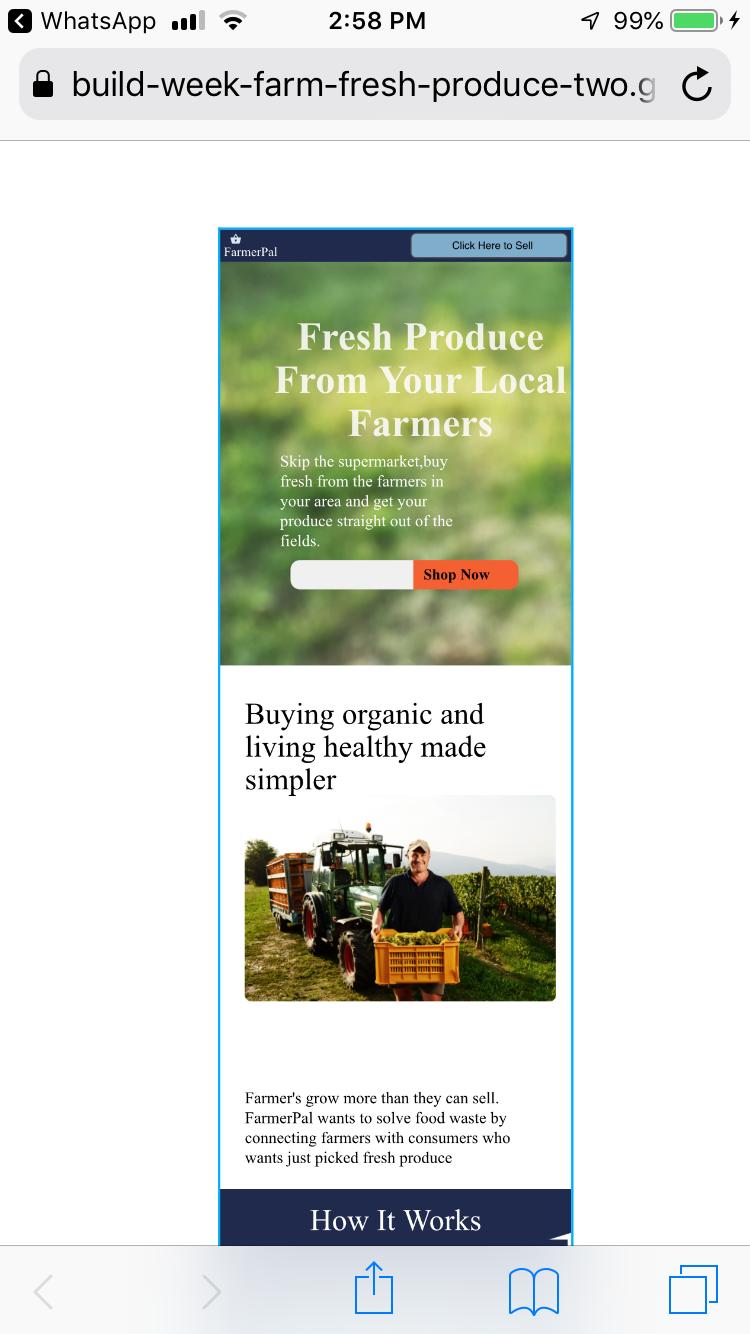 WhatsApp 2:58 PM 99%
build-week-farm-fresh-produce-two.g
Click Here to Sell
FarmerPal
Fresh Produce
From Your Local
Farmers
Skip the supermarket,buy
fresh from the farmers in
your area and get your
produce straight out of the
fields.
Shop Now
Buying organic and
living healthy made
simpler
Farmer's grow more than they can sell.
FarmerPal wants to solve food waste by
connecting farmers with consumers who
wants just picked fresh produce
How It Works